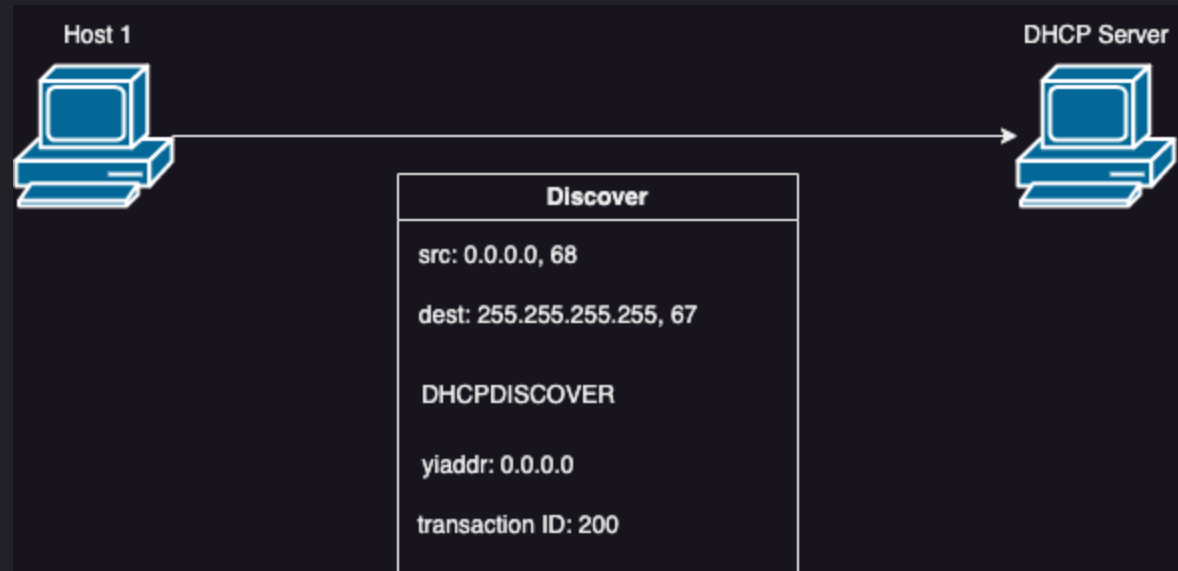 Host 1
DHCP Server
Discover
src: 0.0.0.0, 68
dest: 255.255.255.255, 67
DHCPDISCOVER
yiaddr: 0.0.0.0
transaction ID: 200